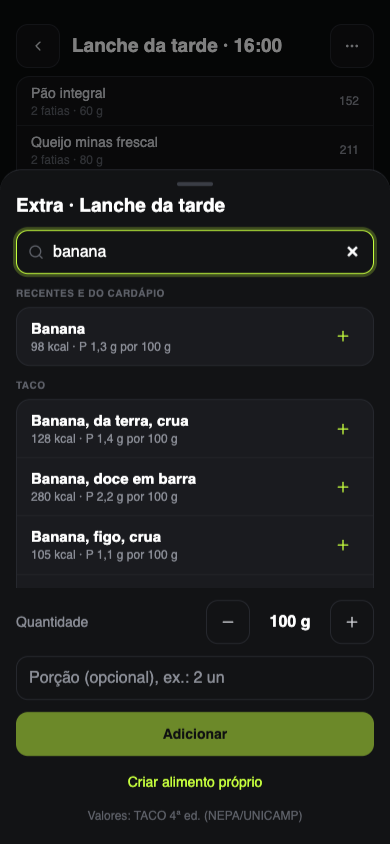 Lanche da tarde · 16:00
Pão integral
2 fatias · 60 g
152
Queijo minas frescal
2 fatias · 80 g
211
Extra · Lanche da tarde
banana
RECENTES E DO CARDÁPIO
Banana
98 kcal · P 1,3 g por 100 g
TACO
Banana, da terra, crua
128 kcal · P 1,4 g por 100 g
Banana, doce em barra
280 kcal · P 2,2 g por 100 g
Banana, figo, crua
105 kcal · P 1,1 g por 100 g
Quantidade
100 g
Porção (opcional), ex.: 2 un
Adicionar
Criar alimento próprio
Valores: TACO 4ª ed. (NEPA/UNICAMP)